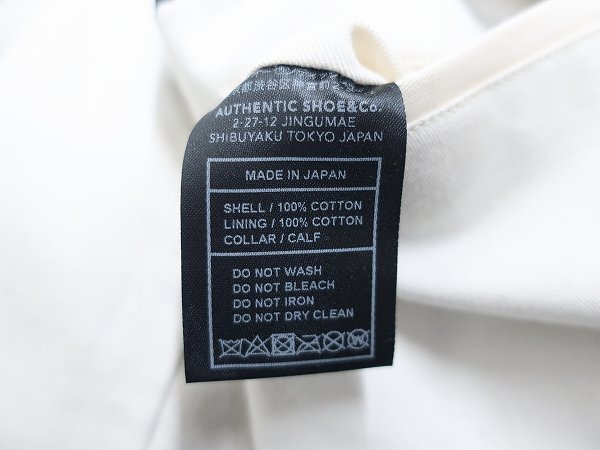 AUTHENTIC SHOE&Co.
2-27-12 JINGUMAE
SHIBUYAKU TOKYO JAPAN
MADE IN JAPAN
SHELL / 100% COTTON
LINING / 100% COTTON
COLLAR / CALF
DO NOT WASH
DO NOT BLEACH
DO NOT IRON
DO NOT DRY CLEAN